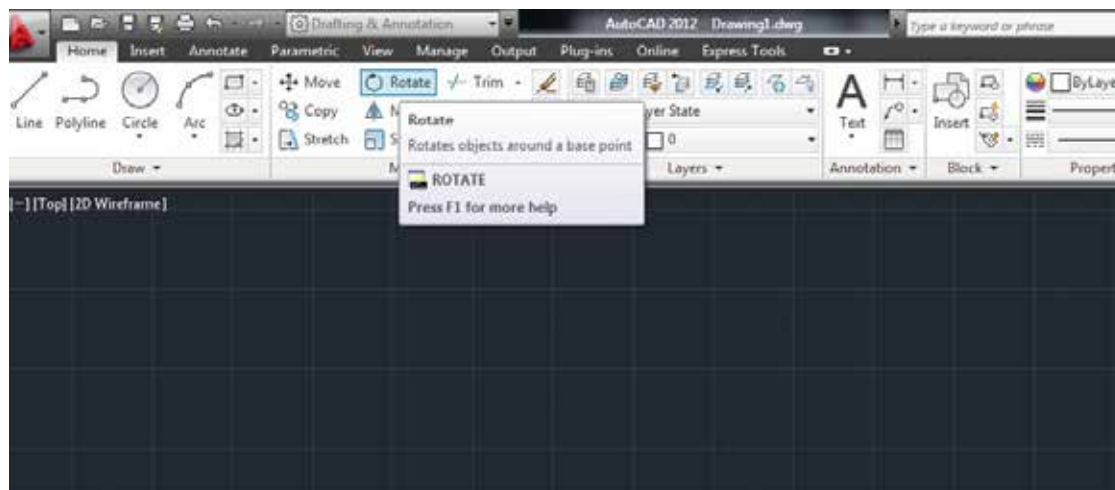 Drafting & Annotation
AutoCAD 2012 Drawing1.dwg
Type a keyword or phrase
Home Insert Annotate Parametric View Manage Output Plug-ins Online Express Tools
Line Polyline Circle Arc
Move Rotate Trim
Copy M
Stretch S
Rotate
Rotates objects around a base point
ROTATE
Press F1 for more help
yer State
0
Text
Insert
ByLaye
Draw M Layers Annotation Block Propert
[-] [Top] [2D Wireframe]